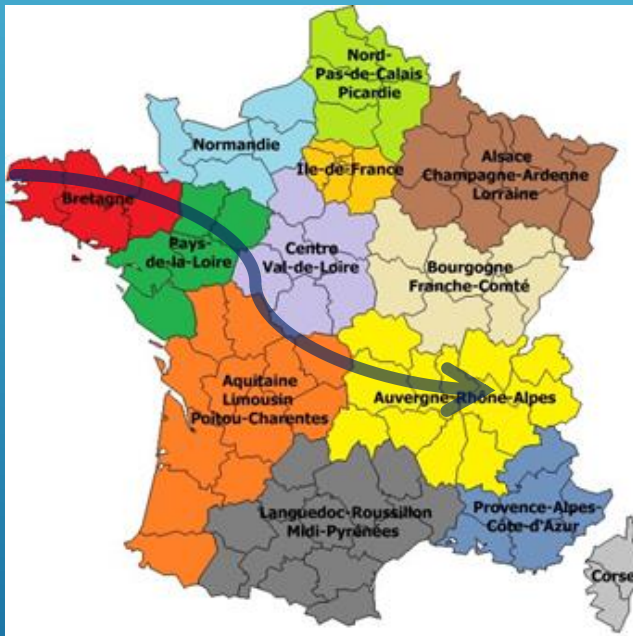 Nord-
Pas-de-Calais
Picardie
Normandie
Ile-de-France
Alsace
Champagne-Ardenne
Lorraine
Bretagne
Pays-
de-la-Loire
Centre
Val-de-Loire
Bourgogne
Franche-Comté
Aquitaine
Limousin
Poitou-Charentes
Auvergne-Rhône-Alpes
Languedoc-Roussillon
Midi-Pyrénées
Provence-Alpes-
Côte-d'Azur
Corse